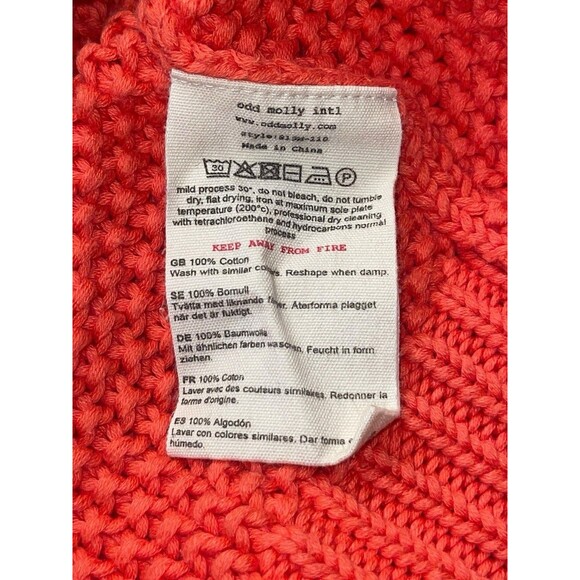 odd molly intl
www.oddmolly.com
Made in China
30 P
mild process 30°, do not bleach, do not tumble
dry, flat drying, iron at maximum sole plate
temperature (200°c), professional dry cleaning
with tetrachloroethene and hydrocarbons normal
process
KEEP AWAY FROM FIRE
GB 100% Cotton
Wash with similar Reshape when damp.
SE 100% Bomull
Tvätta med liknande Återforma plagget
när det är fuktigt.
DE 100% Baumwolle
Mit ähnlichen farben waschen, Feucht in form
ziehen.
FR 100% Coton
Laver avec des couleurs similaires. Redonner la
forme d'origine.
ES 100% Algodón
Lavar con colores similares. Dar forma
húmedo.